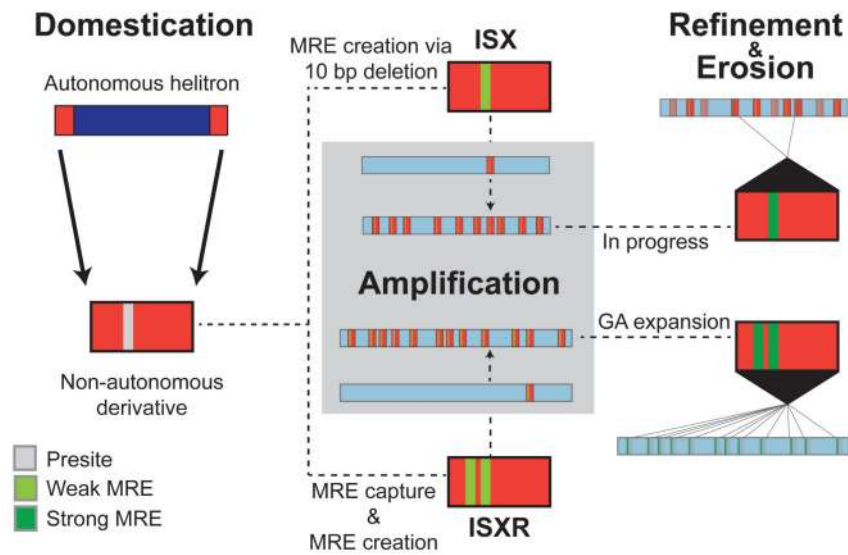 Domestication
Autonomous helitron
Non-autonomous
derivative
Presite
Weak MRE
Strong MRE
MRE creation via
10 bp deletion
ISX
Amplification
MRE capture
&
MRE creation
ISXR
Refinement
&
Erosion
In progress
GA expansion